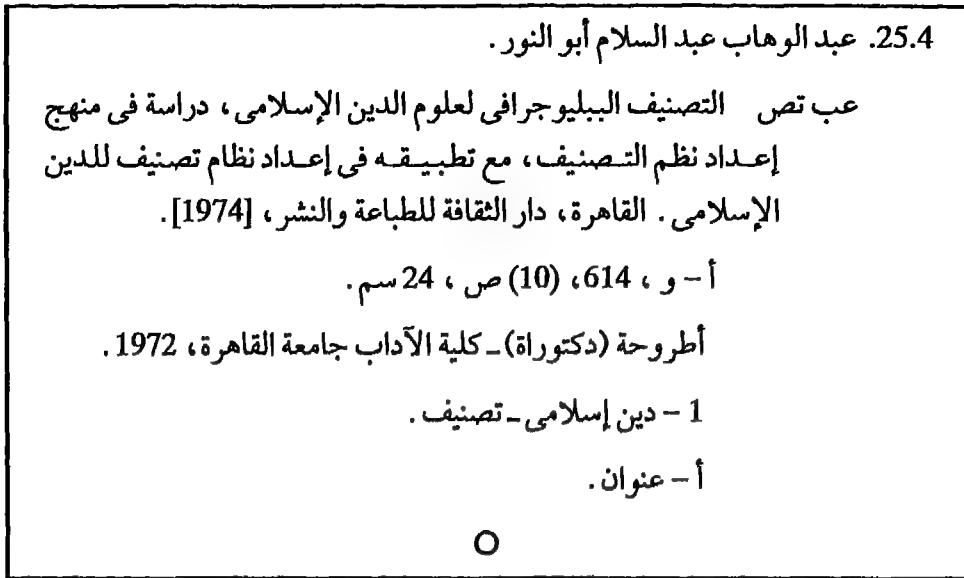 25.4. عبد الوهاب عبد السلام أبو النور.
عب تص التصنيف الببليوجرافى لعلوم الدين الإسلامى، دراسة فى منهج
إعداد نظم التصنيف، مع تطبيقه فى إعداد نظام تصنيف للدين
الإسلامى. القاهرة، دار الثقافة للطباعة والنشر، [1974].
أ – و ، 614، (10) ص ، 24 سم.
أطروحة (دكتوراة) ـ كلية الآداب جامعة القاهرة، 1972.
1 – دين إسلامى ـ تصنيف.
أ – عنوان.